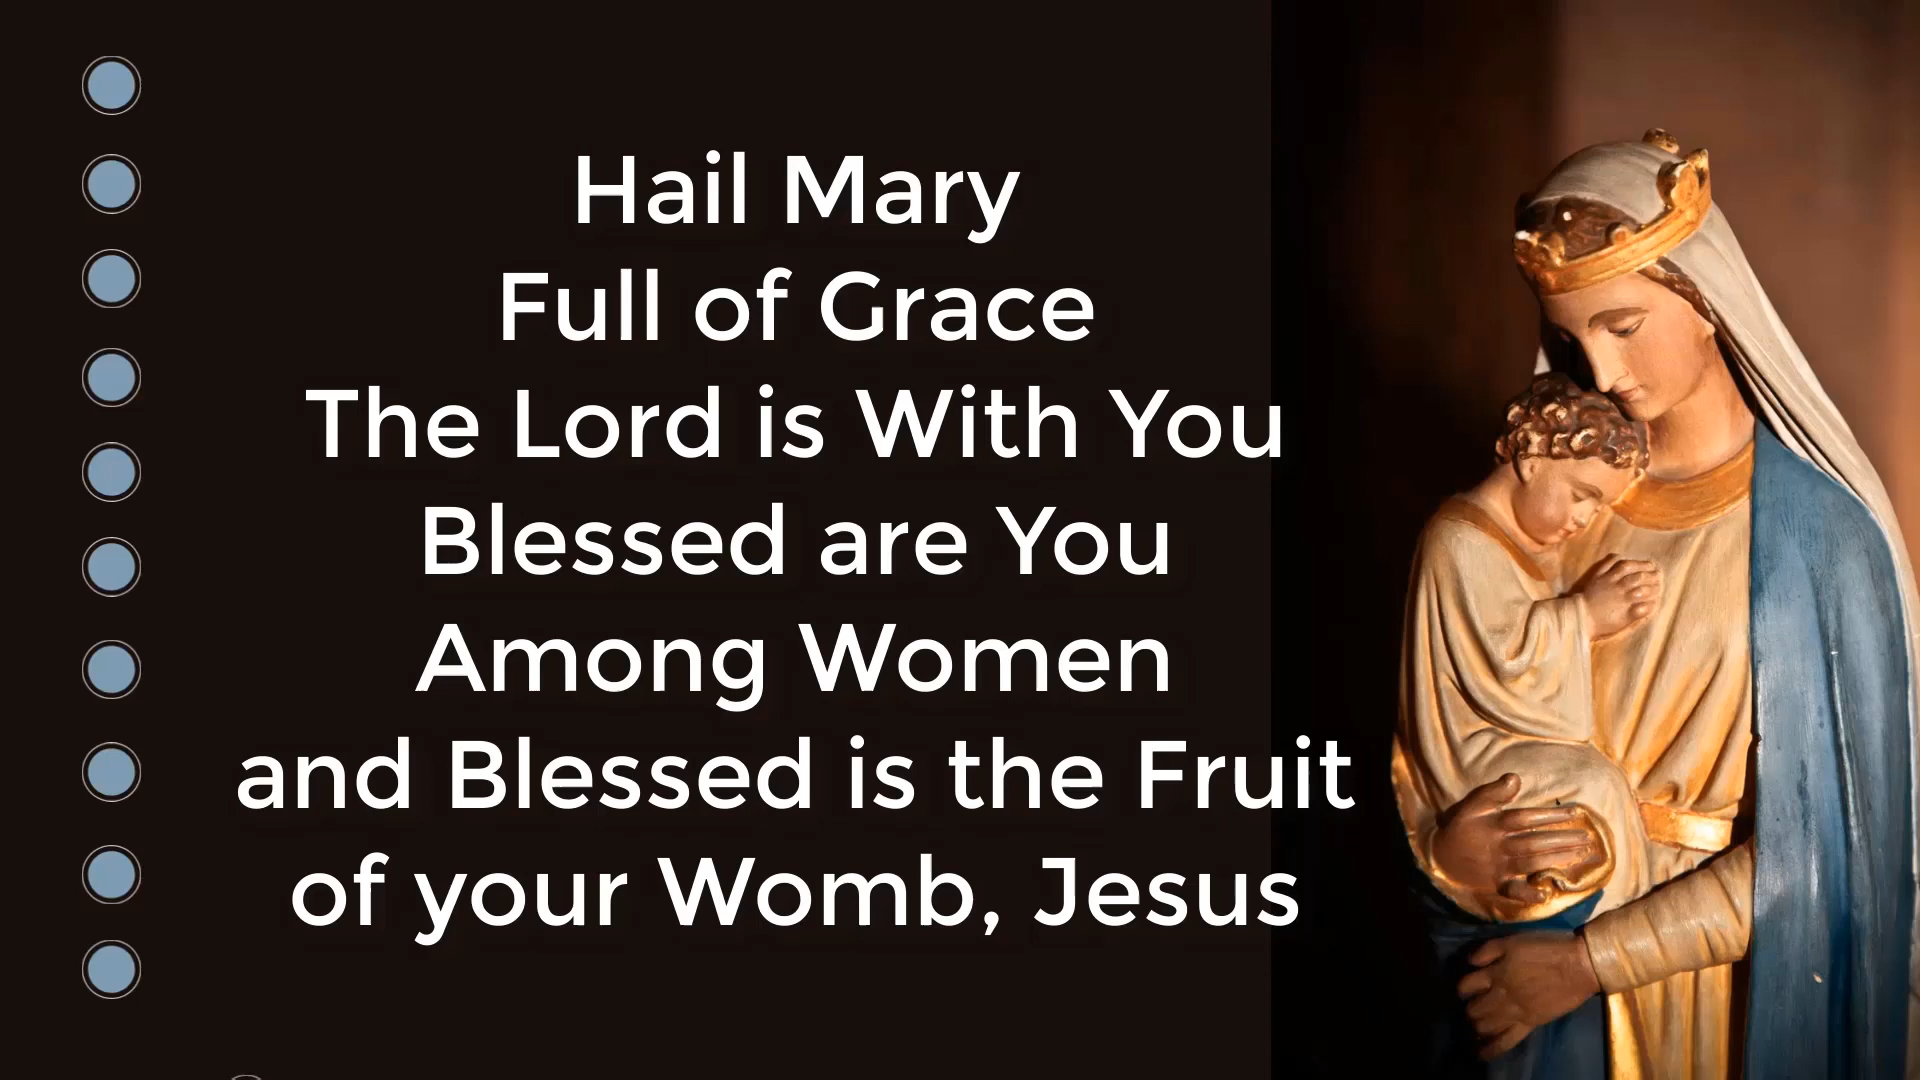 Hail Mary
Full of Grace
The Lord is With You
Blessed are You
Among Women
and Blessed is the Fruit
of your Womb, Jesus